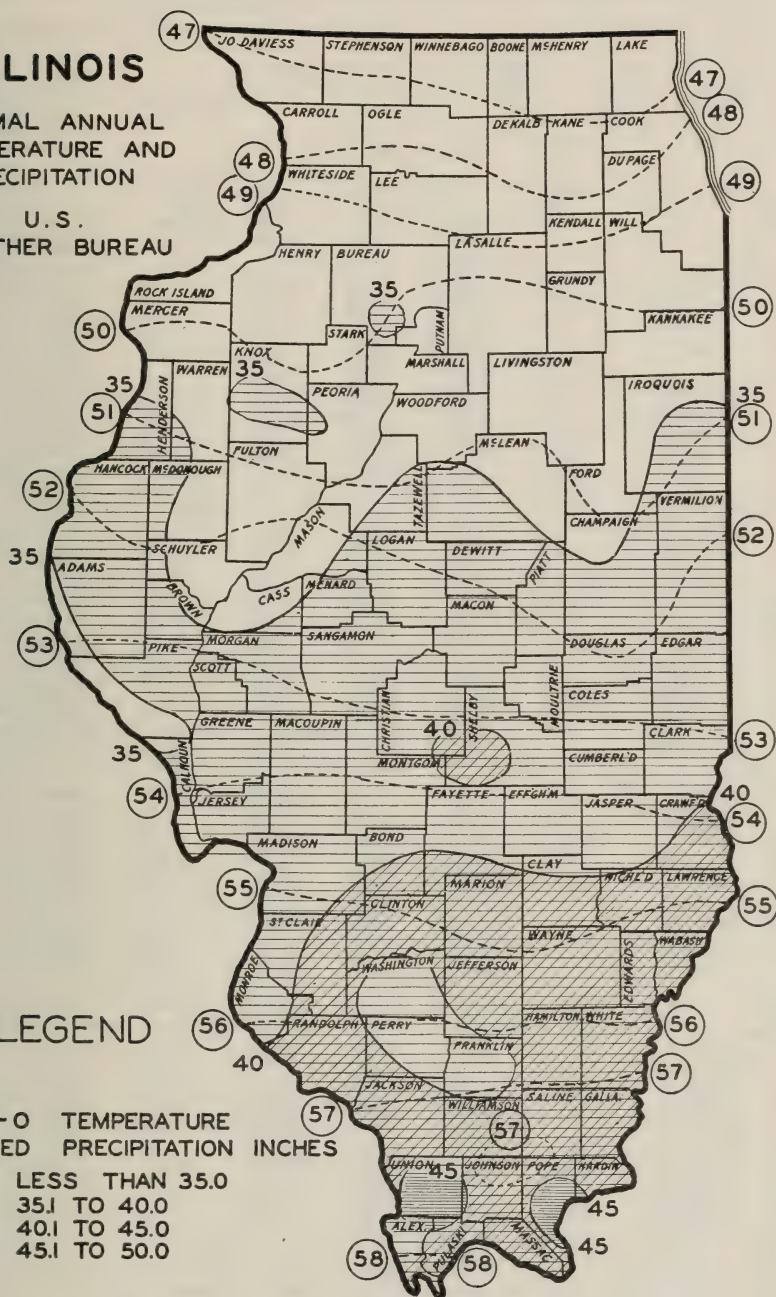 LINOIS
MAL ANNUAL
ERATURE AND
ECIPITATION
U.S.
THER BUREAU
47
JO DAVIESS STEPHENSON WINNEBAGO BOONE McHENRY LAKE
47
48
CARROLL OGLE DEKALB KANE COOK
48
49
WHITESIDE LEE DUPAGE
49
KENDALL WILL
LASALLE
HENRY BUREAU
GRUNDY
ROCK ISLAND
MERCER
35
50
50
KANKAKEE
STARK PUTNAM
KNOX
35
MARSHALL LIVINGSTON
WARREN
PEORIA
IROQUOIS
35
HENDERSON
WOODFORD
35
51
51
McLEAN
FULTON
FORD
HANCOCK McDONOUGH
TAZEWELL
52
VERMILION
CHAMPAIGN
MASON
52
LOGAN
SCHUYLER
DEWITT
35
ADAMS
PIATT
CASS MENARD
BROWN
MACON
53
MORGAN SANGAMON
DOUGLAS EDGAR
PIKE
SCOTT
MOULTRIE
COLES
CHRISTIAN
SHELBY
GREENE MACOUPIN
40
CLARK
53
35
MONTGOM
CUMBERL'D
CALHOUN
54
JERSEY
FAYETTE EFFGH'M
JASPER CRAWF'D
40
54
MADISON BOND
CLAY
RICHL'D LAWRENCE
MARION
55
CLINTON
55
ST CLAIR
WAYNE
WABASH
EDWARDS
WASHINGTON JEFFERSON
MONROE
56
RANDOLPH PERRY
HAMILTON WHITE
56
40
FRANKLIN
57
JACKSON
57
WILLIAMSON SALINE GALLA.
57
UNION JOHNSON POPE HARDIN
45
45
ALEX.
PULASKI
MASSAC
45
58
58
LEGEND
-O TEMPERATURE
ED PRECIPITATION INCHES
LESS THAN 35.0
35.1 TO 40.0
40.1 TO 45.0
45.1 TO 50.0